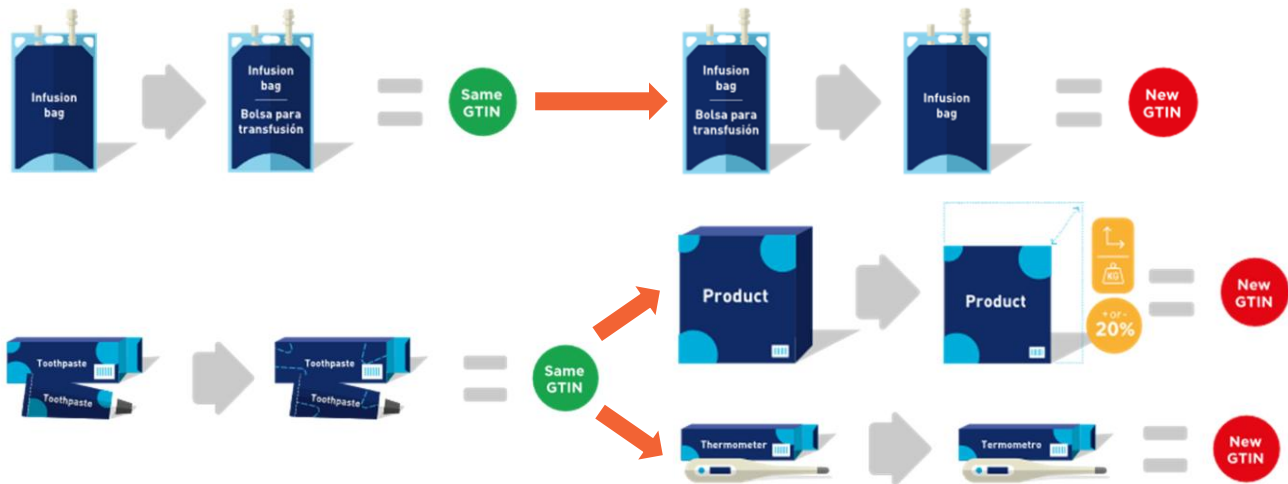 Infusion
bag
Infusion
bag
Bolsa para
transfusión
Same
GTIN
Infusion
bag
Bolsa para
transfusión
Infusion
bag
New
GTIN
Toothpaste
Toothpaste
Toothpaste
Toothpaste
Same
GTIN
Product
Product
KG
+or-
20%
New
GTIN
Thermometer
Termometro
New
GTIN